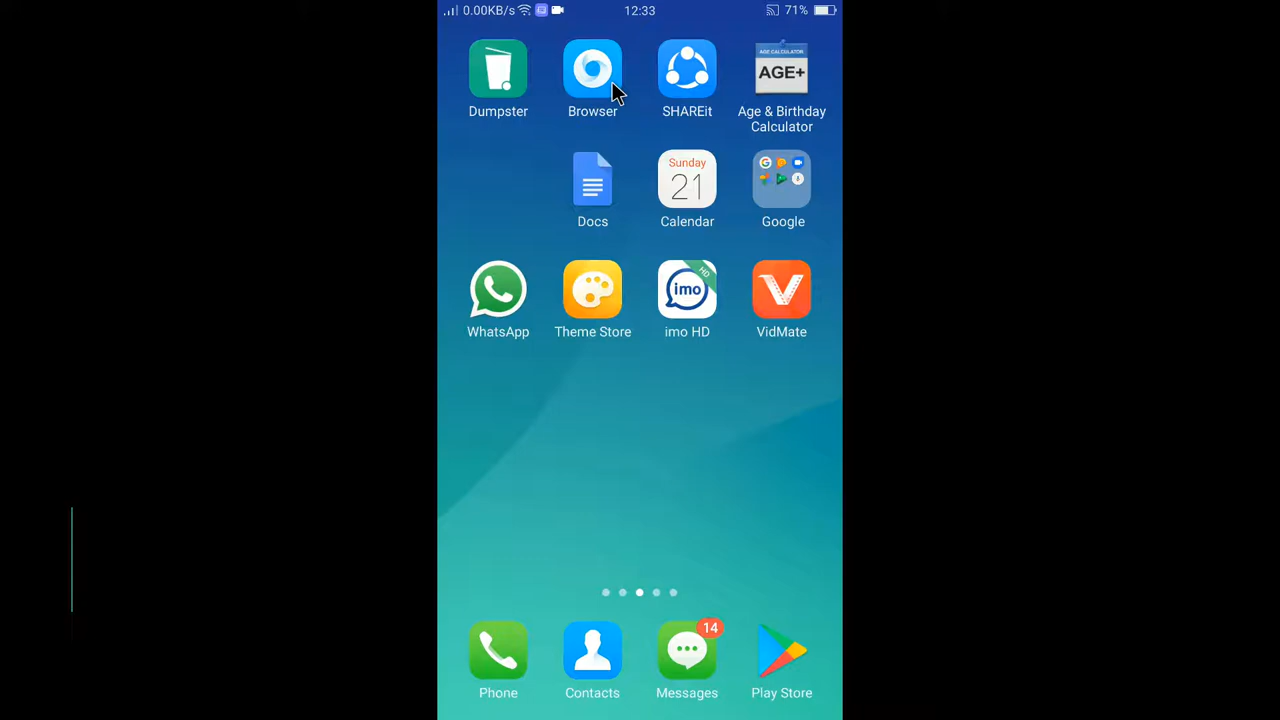 0.00KB/s 12:33 71%
AGE CALCULATOR
AGE+
Dumpster Browser SHAREit Age & Birthday Calculator
Sunday
21
Docs Calendar Google
HD
imo
WhatsApp Theme Store imo HD VidMate
14
Phone Contacts Messages Play Store